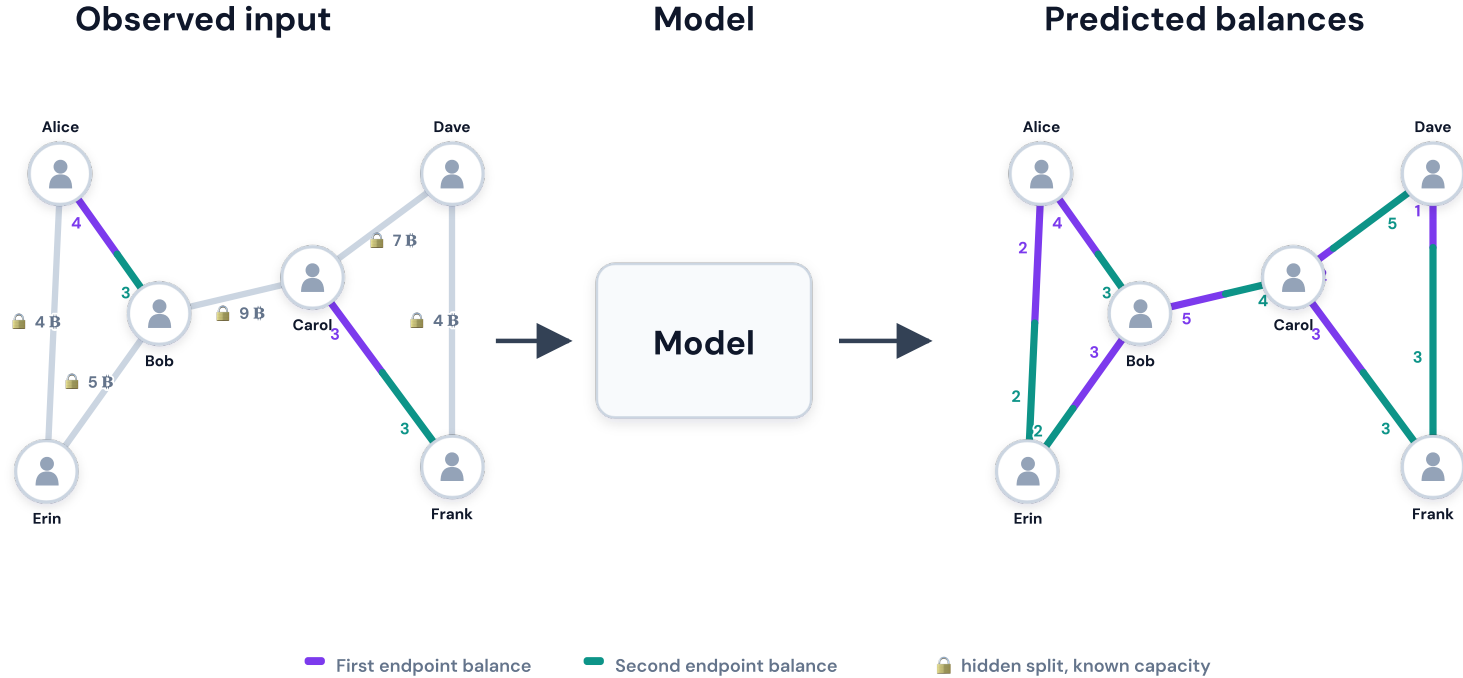 Observed input
Model
Predicted balances
Alice
Dave
4
7 ₿
3
9 ₿
Carol
3
4 ₿
4 ₿
Bob
5 ₿
3
Erin
Frank
Model
Alice
Dave
4
2
1
5
3
5
4
Carol
3
Bob
3
3
2
2
3
Erin
Frank
First endpoint balance
Second endpoint balance
hidden split, known capacity